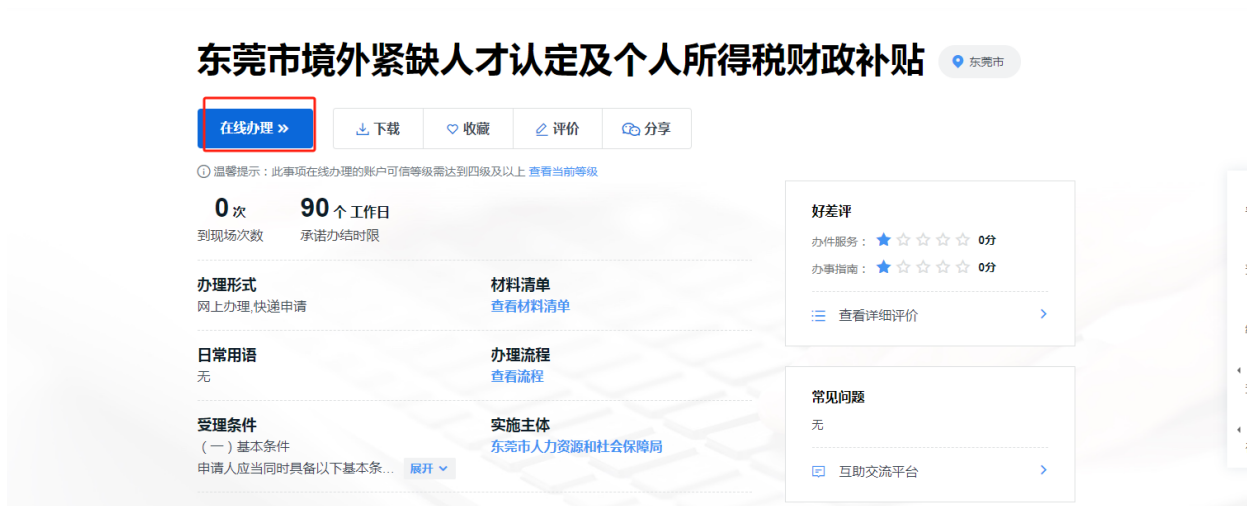 东莞市境外紧缺人才认定及个人所得税财政补贴 东莞市
在线办理 » 下载 收藏 评价 分享
温馨提示：此事项在线办理的账户可信等级需达到四级及以上 查看当前等级
0 次 90 个 工作日
到现场次数 承诺办结时限
办理形式 材料清单
网上办理,快递申请 查看材料清单
日常用语 办理流程
无 查看流程
受理条件 实施主体
（一）基本条件 东莞市人力资源和社会保障局
申请人应当同时具备以下基本条... 展开
好差评
办件服务： 0分
办事指南： 0分
查看详细评价
常见问题
无
互助交流平台